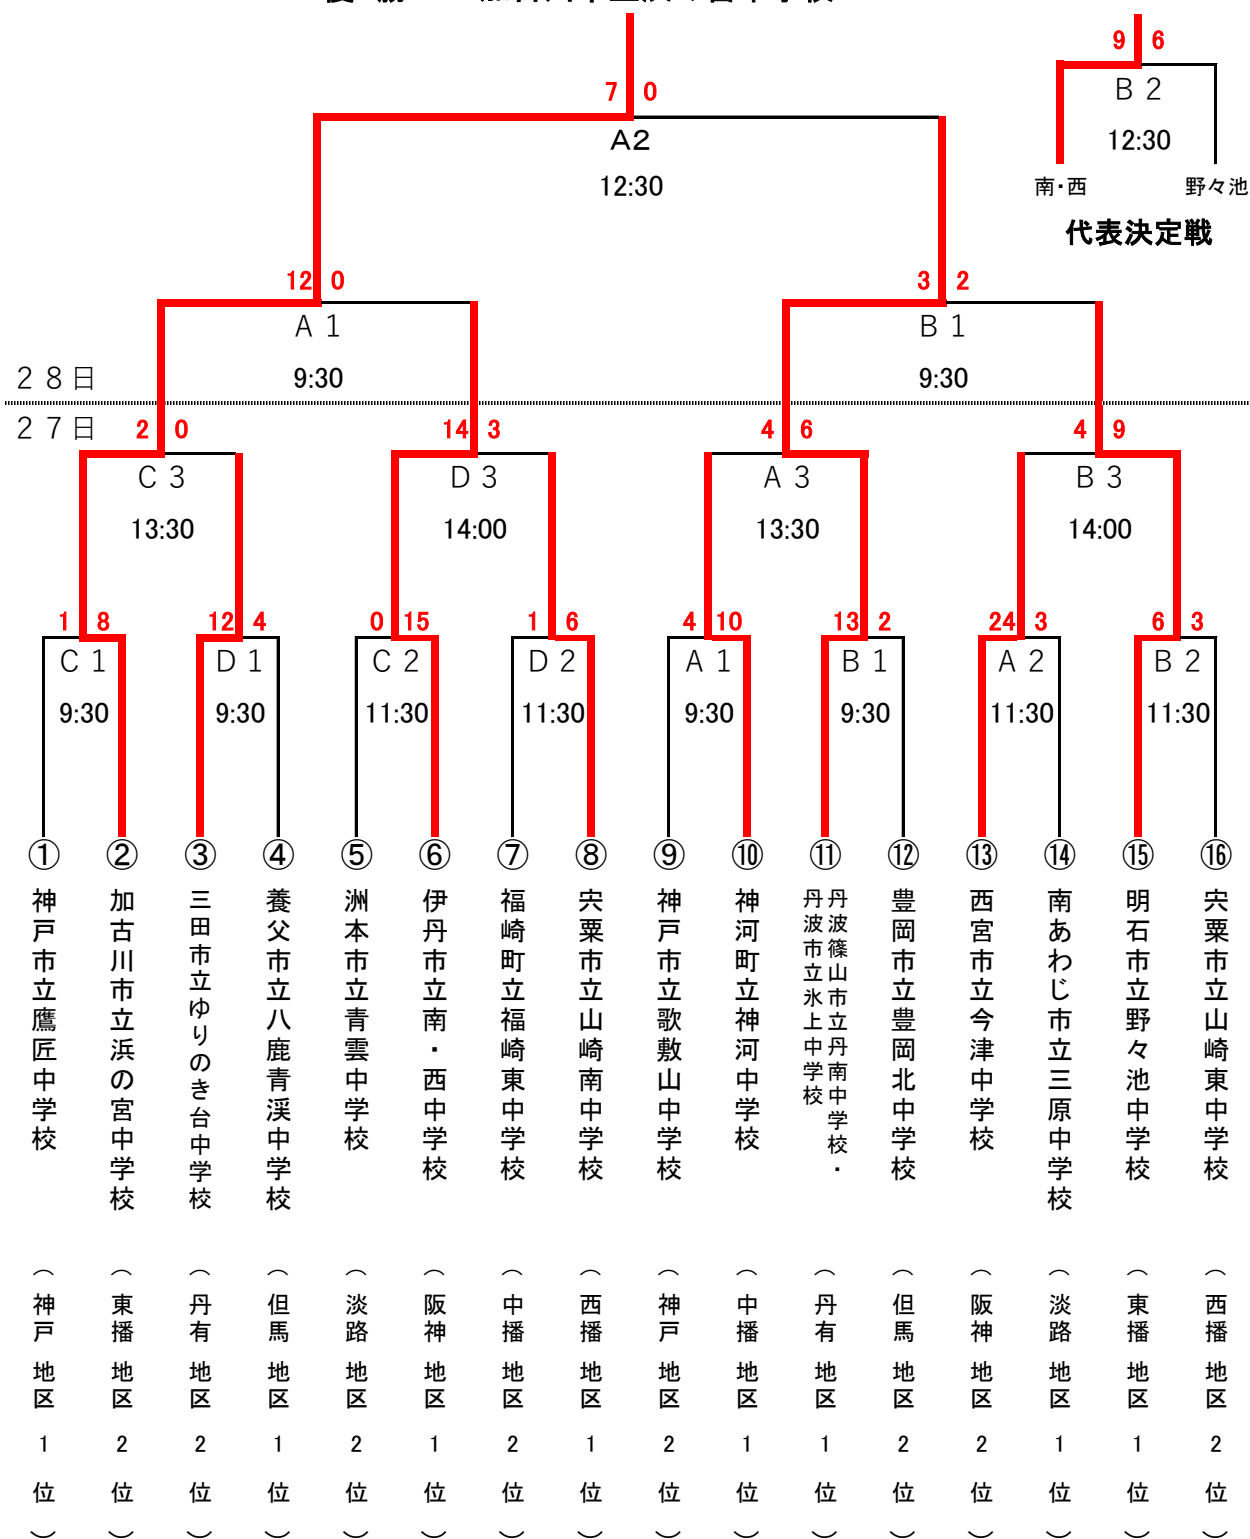 9 6
B 2
12:30
南・西 野々池
代表決定戦
7 0
A2
12:30
12 0
A 1
9:30
3 2
B 1
9:30
28日
27日
2 0
C 3
13:30
14 3
D 3
14:00
4 6
A 3
13:30
4 9
B 3
14:00
1 8
C 1
9:30
12 4
D 1
9:30
0 15
C 2
11:30
1 6
D 2
11:30
4 10
A 1
9:30
13 2
B 1
9:30
24 3
A 2
11:30
6 3
B 2
11:30
①
神戸市立鷹匠中学校
（神戸 地区 1 位）
②
加古川市立浜の宮中学校
（東播 地区 2 位）
③
三田市立ゆりのき台中学校
（丹有 地区 2 位）
④
養父市立八鹿青渓中学校
（但馬 地区 1 位）
⑤
洲本市立青雲中学校
（淡路 地区 2 位）
⑥
伊丹市立南・西中学校
（阪神 地区 1 位）
⑦
福崎町立福崎東中学校
（中播 地区 2 位）
⑧
宍粟市立山崎南中学校
（西播 地区 1 位）
⑨
神戸市立歌敷山中学校
（神戸 地区 2 位）
⑩
神河町立神河中学校
（中播 地区 1 位）
⑪
丹波篠山市立丹南中学校・
丹波市立氷上中学校
（丹有 地区 1 位）
⑫
豊岡市立豊岡北中学校
（但馬 地区 2 位）
⑬
西宮市立今津中学校
（阪神 地区 2 位）
⑭
南あわじ市立三原中学校
（淡路 地区 1 位）
⑮
明石市立野々池中学校
（東播 地区 1 位）
⑯
宍粟市立山崎東中学校
（西播 地区 2 位）